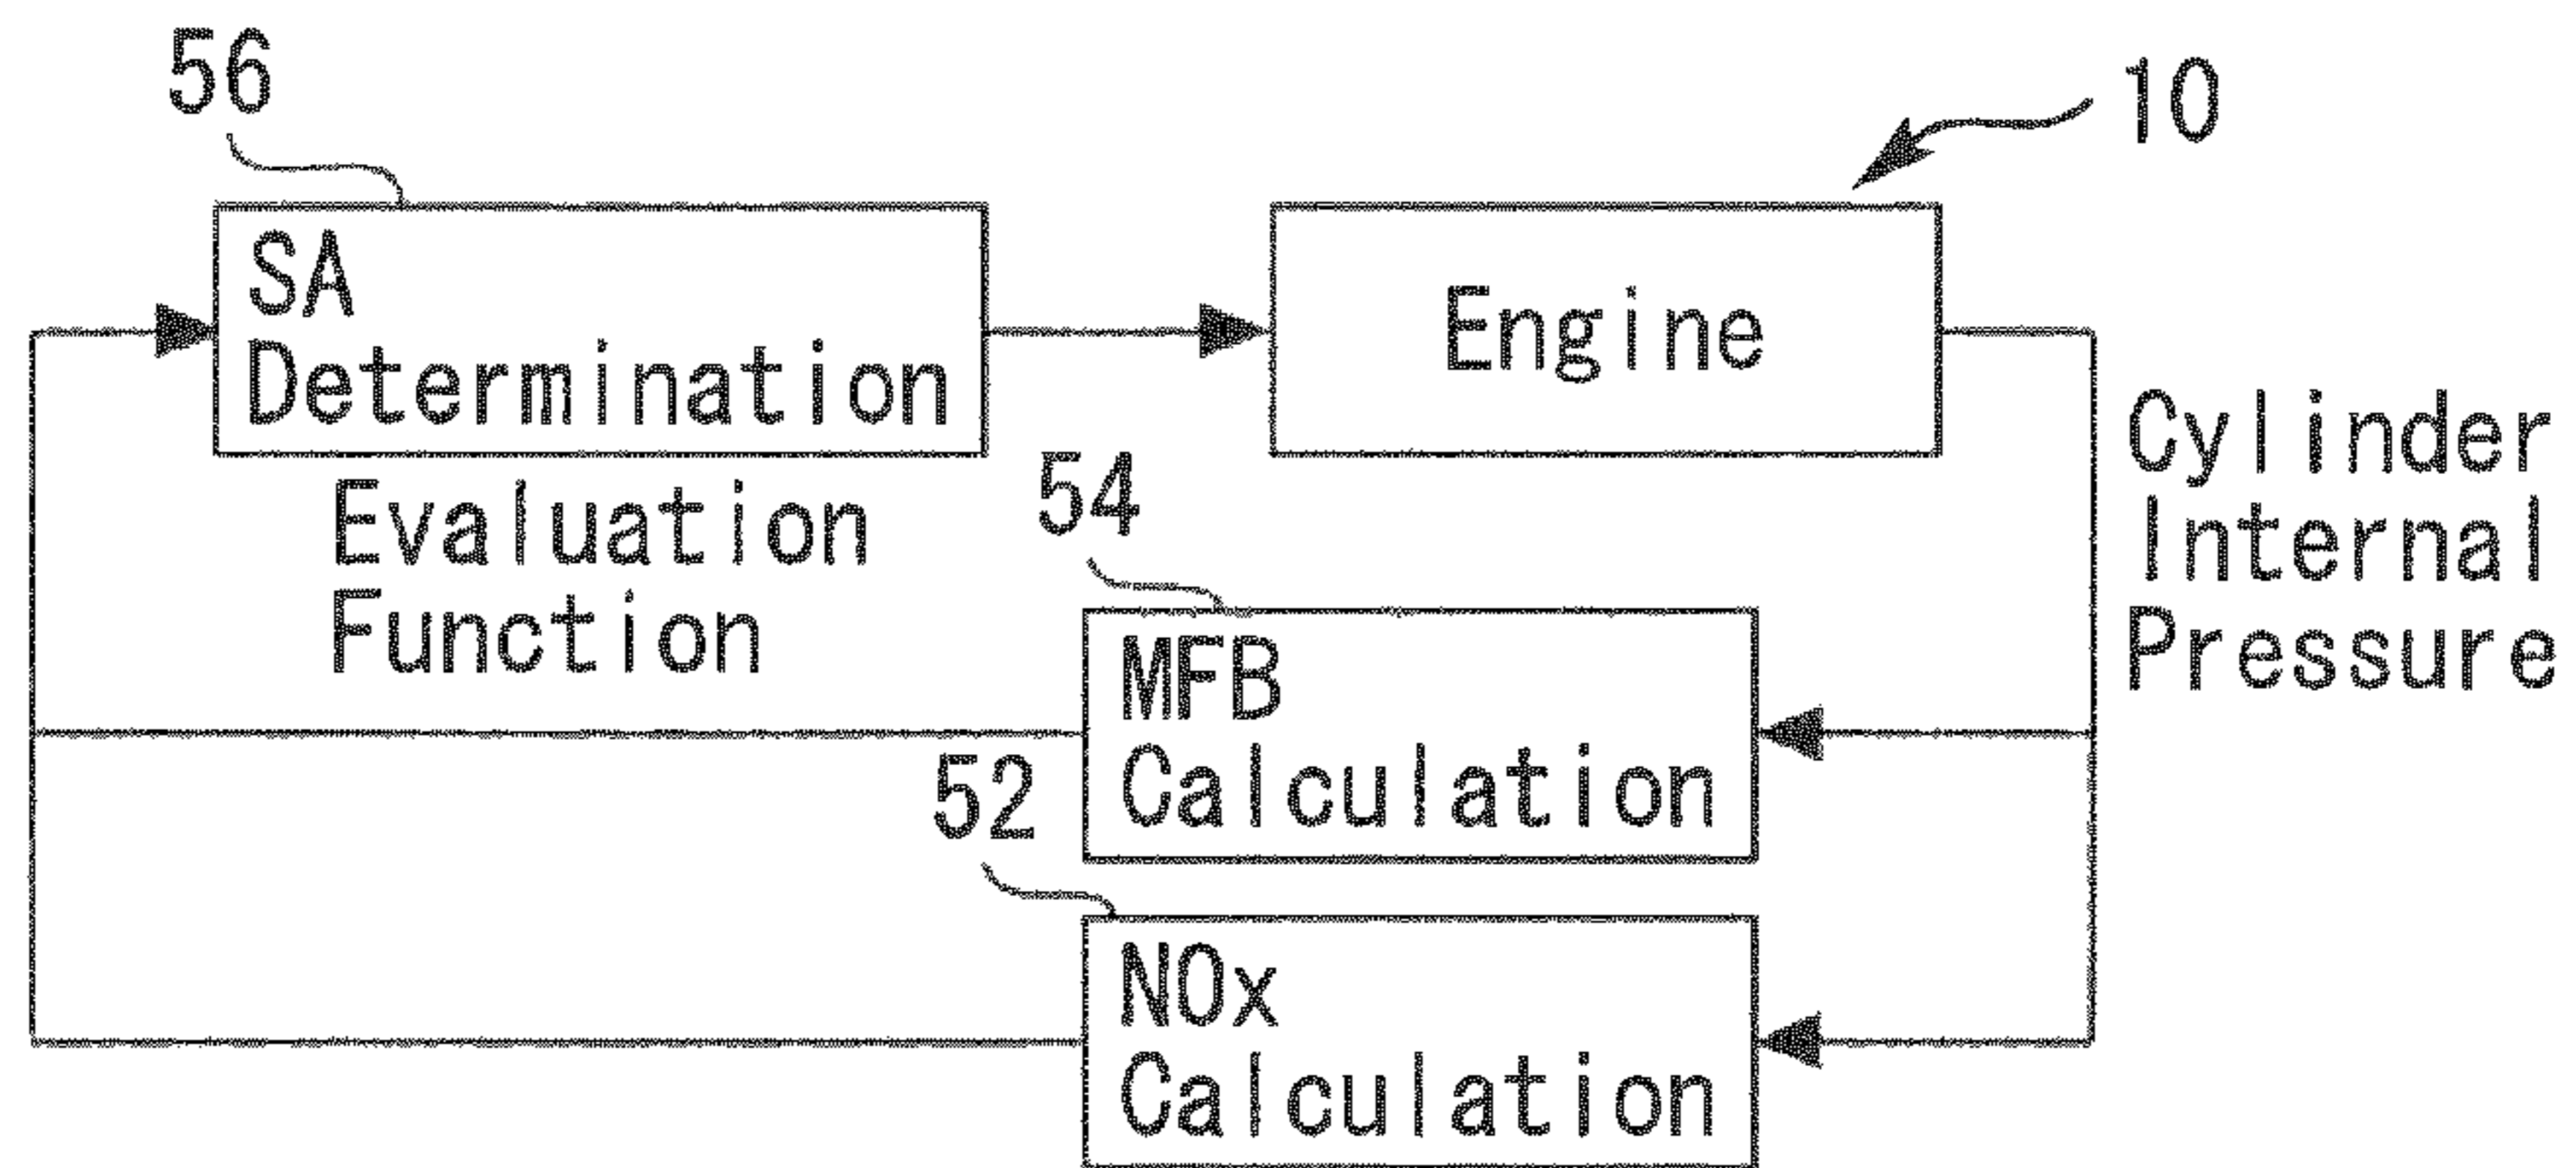 56
10
SA
Determination
Engine
Evaluation
Function
Cylinder
Internal
Pressure
54
MFB
Calculation
52
NOx
Calculation